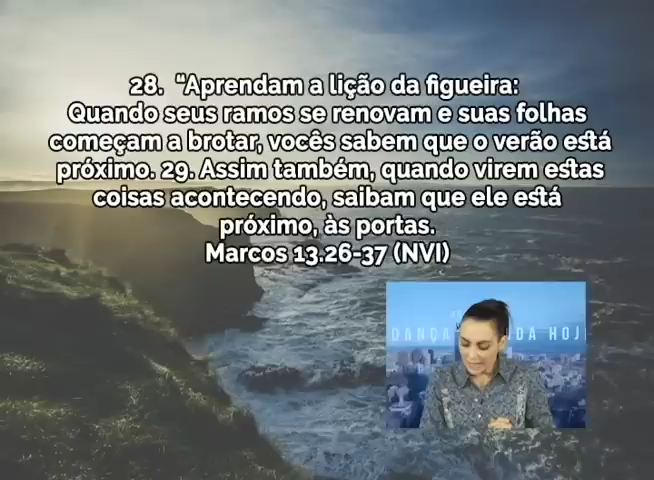 28. “Aprendam a lição da figueira:
Quando seus ramos se renovam e suas folhas
começam a brotar, vocês sabem que o verão está
próximo. 29. Assim também, quando virem estas
coisas acontecendo, saibam que ele está
próximo, às portas.
Marcos 13.26-37 (NVI)
DANÇA DA HOJE